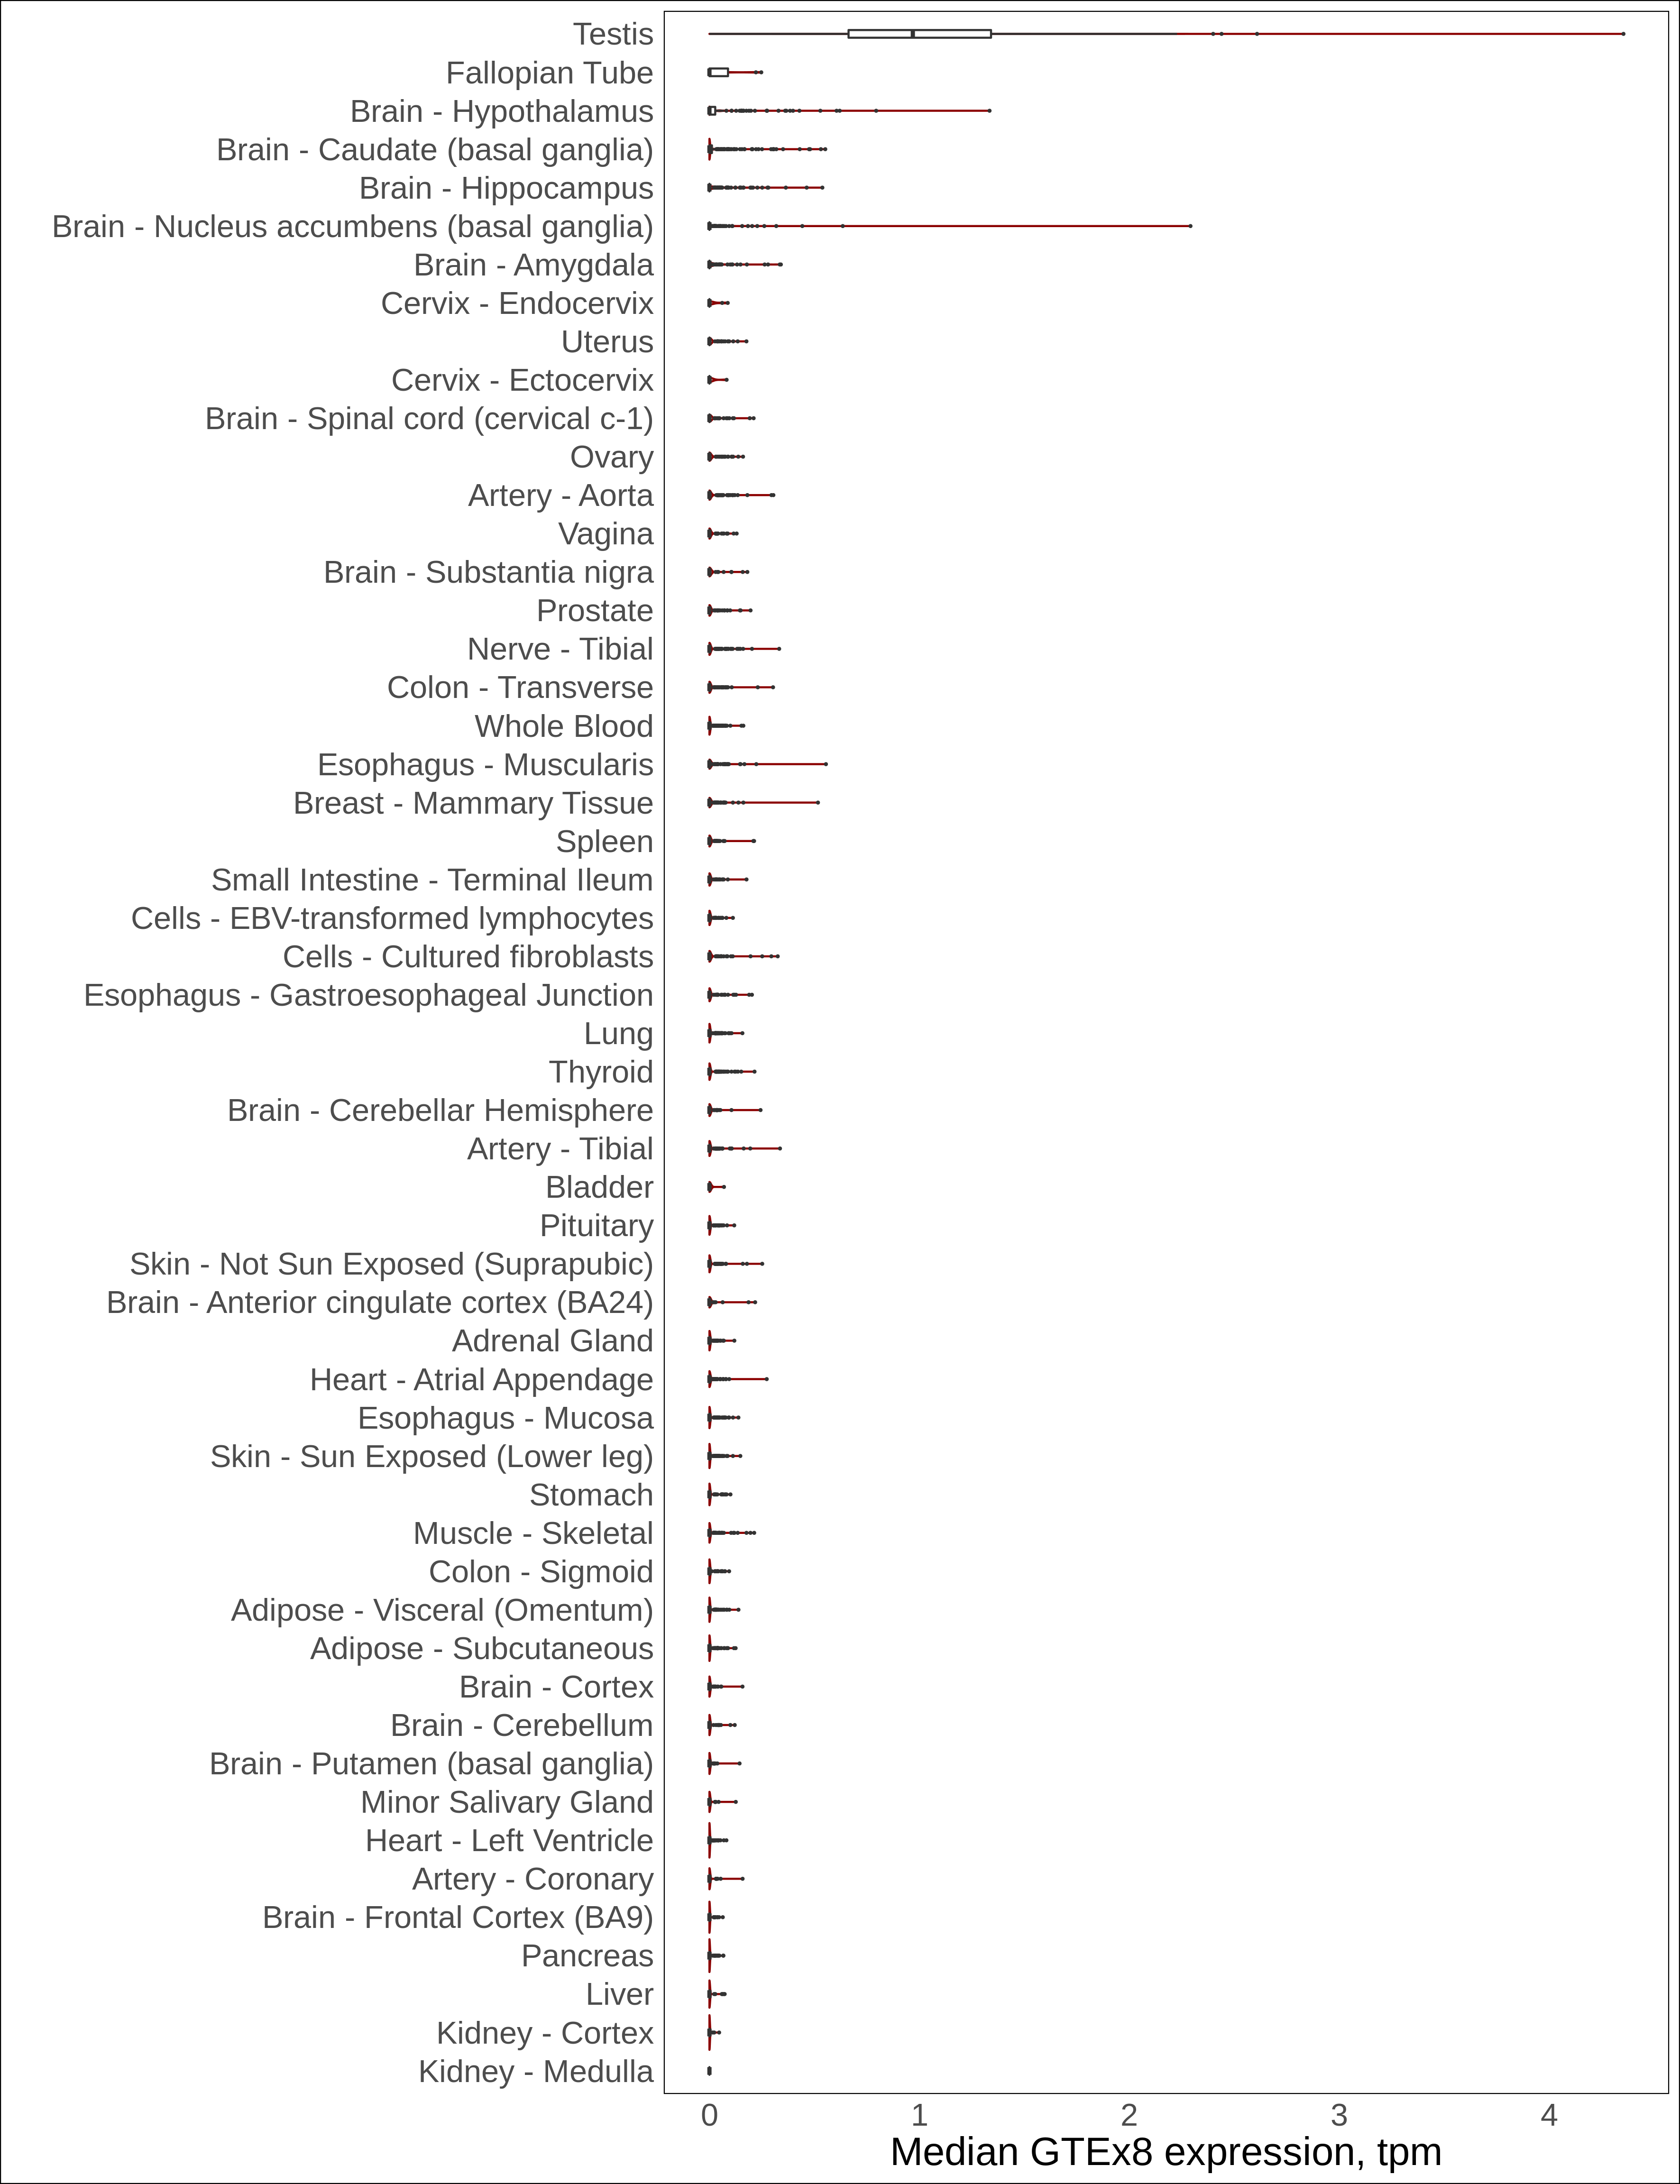 Testis
Fallopian Tube
Brain - Hypothalamus
Brain - Caudate (basal ganglia)
Brain - Hippocampus
Brain - Nucleus accumbens (basal ganglia)
Brain - Amygdala
Cervix - Endocervix
Uterus
Cervix - Ectocervix
Brain - Spinal cord (cervical c-1)
Ovary
Artery - Aorta
Vagina
Brain - Substantia nigra
Prostate
Nerve - Tibial
Colon - Transverse
Whole Blood
Esophagus - Muscularis
Breast - Mammary Tissue
Spleen
Small Intestine - Terminal Ileum
Cells - EBV-transformed lymphocytes
Cells - Cultured fibroblasts
Esophagus - Gastroesophageal Junction
Lung
Thyroid
Brain - Cerebellar Hemisphere
Artery - Tibial
Bladder
Pituitary
Skin - Not Sun Exposed (Suprapubic)
Brain - Anterior cingulate cortex (BA24)
Adrenal Gland
Heart - Atrial Appendage
Esophagus - Mucosa
Skin - Sun Exposed (Lower leg)
Stomach
Muscle - Skeletal
Colon - Sigmoid
Adipose - Visceral (Omentum)
Adipose - Subcutaneous
Brain - Cortex
Brain - Cerebellum
Brain - Putamen (basal ganglia)
Minor Salivary Gland
Heart - Left Ventricle
Artery - Coronary
Brain - Frontal Cortex (BA9)
Pancreas
Liver
Kidney - Cortex
Kidney - Medulla
0 1 2 3 4
Median GTEx8 expression, tpm